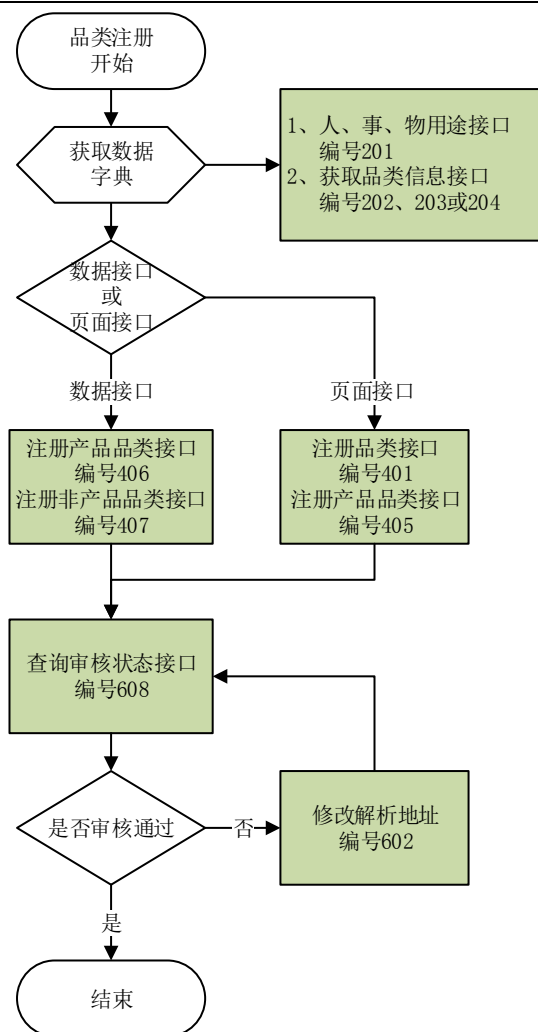 品类注册
开始
获取数据
字典
1、人、事、物用途接口
编号201
2、获取品类信息接口
编号202、203或204
数据接口
或
页面接口
数据接口
页面接口
注册产品品类接口
编号406
注册非产品品类接口
编号407
注册品类接口
编号401
注册产品品类接口
编号405
查询审核状态接口
编号608
是否审核通过
否
修改解析地址
编号602
是
结束